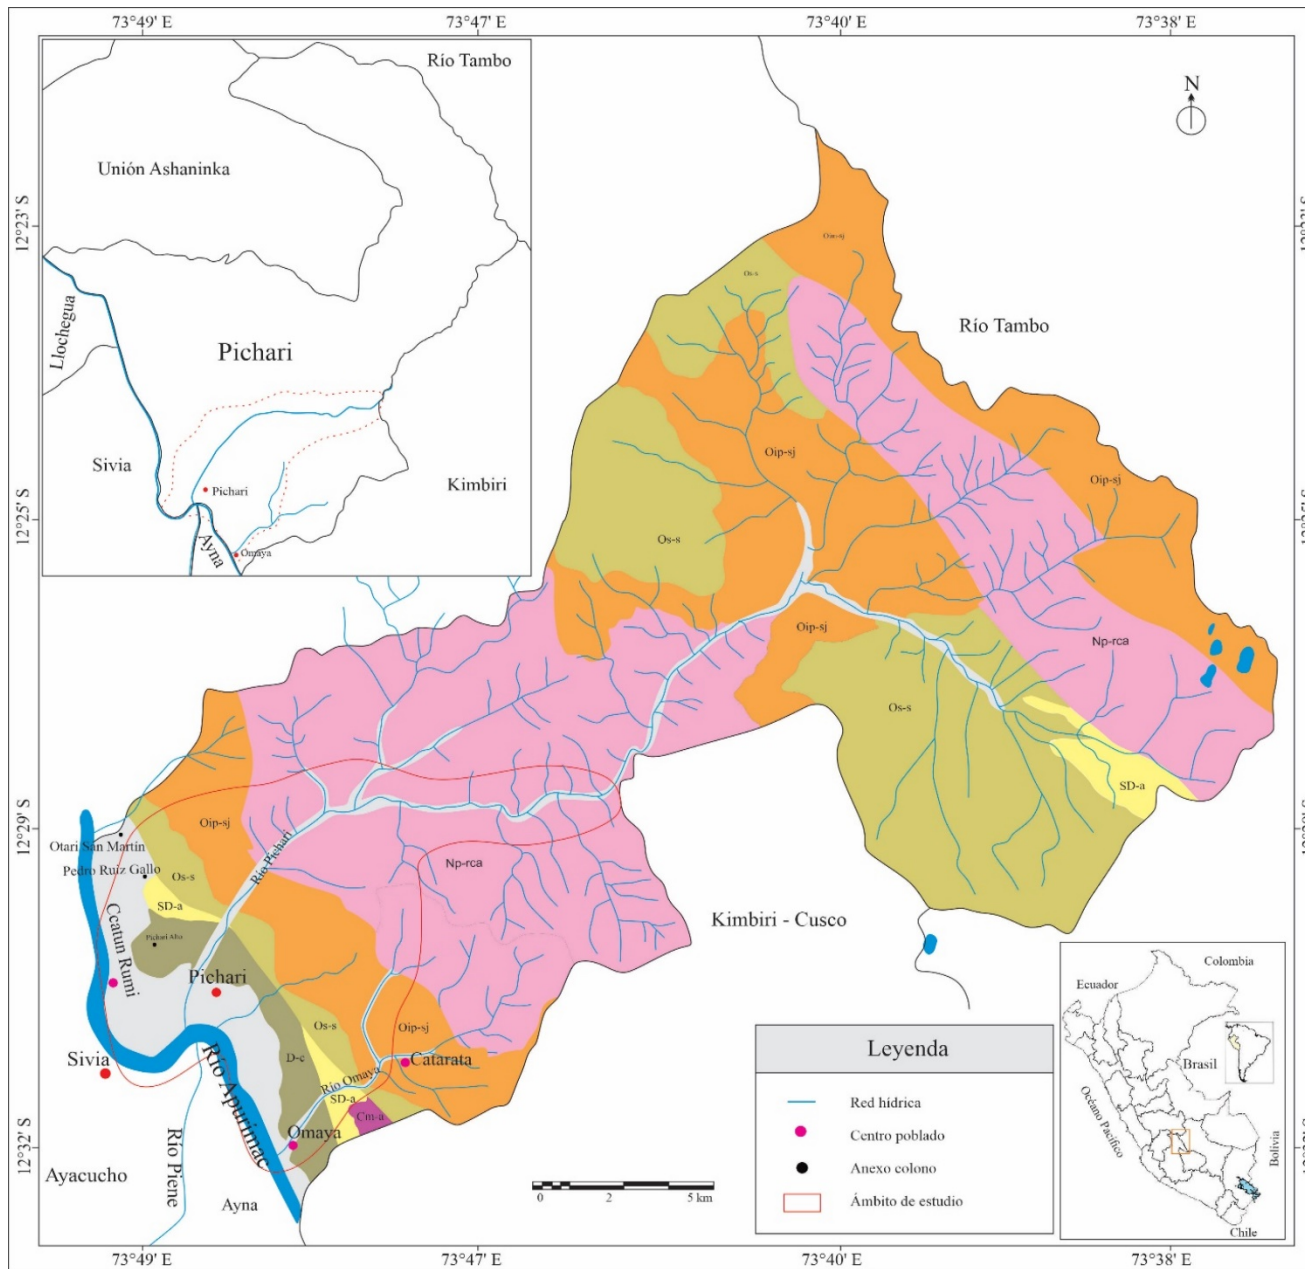 73°49' E
73°47' E
73°40' E
73°38' E
Río Tambo
N
Unión Ashaninka
12°23' S
Oip-sj
Os-s
Llochegua
Pichari
Río Tambo
Sivia
Oip-sj
Oip-sj
Kimbiri
Pichari
12°25' S
Os-s
Ayna
Omaya
Oip-sj
Np-rca
Os-s
SD-a
12°29' S
Oip-sj
Otari San Martín
Río Pichari
Pedro Ruiz Gallo
Os-s
Np-rca
SD-a
Ccatun Rumi
Kimbiri - Cusco
Pichari Alto
Pichari
Colombia
Ecuador
Os-s
Oip-sj
D-c
Catarata
Leyenda
Sivia
Río Apurimac
Río Omaya
SD-a
Brasil
Red hídrica
Cm-a
Océano Pacífico
Omaya
Centro poblado
12°32' S
Bolivia
Ayacucho
Río Piene
Anexo colono
Ayna
0 2 5 km
Ámbito de estudio
Chile
73°49' E
73°47' E
73°40' E
73°38' E